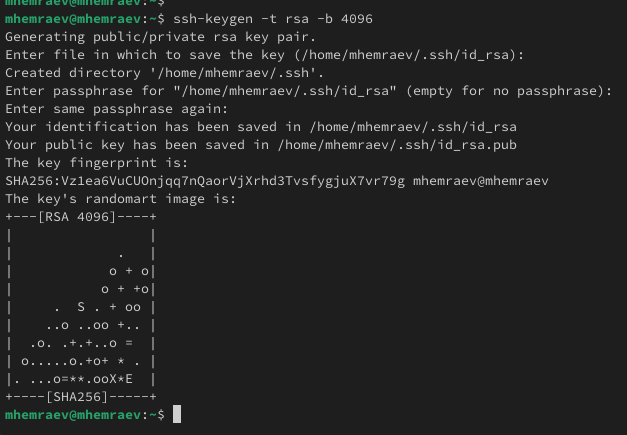 mhemraev@mhemraev:~$
mhemraev@mhemraev:~$ ssh-keygen -t rsa -b 4096
Generating public/private rsa key pair.
Enter file in which to save the key (/home/mhemraev/.ssh/id_rsa):
Created directory '/home/mhemraev/.ssh'.
Enter passphrase for "/home/mhemraev/.ssh/id_rsa" (empty for no passphrase):
Enter same passphrase again:
Your identification has been saved in /home/mhemraev/.ssh/id_rsa
Your public key has been saved in /home/mhemraev/.ssh/id_rsa.pub
The key fingerprint is:
SHA256:Vz1ea6VuCUOnjqq7nQaorVjXrhd3TvsfygjuX7vr79g mhemraev@mhemraev
The key's randomart image is:
+---[RSA 4096]----+
|                 |
|             .   |
|            o + o|
|           o + +o|
|     .  S . + oo |
|    ..o ..oo +.. |
|  .o. .+.+..o =  |
| o.....o.+o+ * . |
|. ...o=**.ooX*E  |
+----[SHA256]-----+
mhemraev@mhemraev:~$